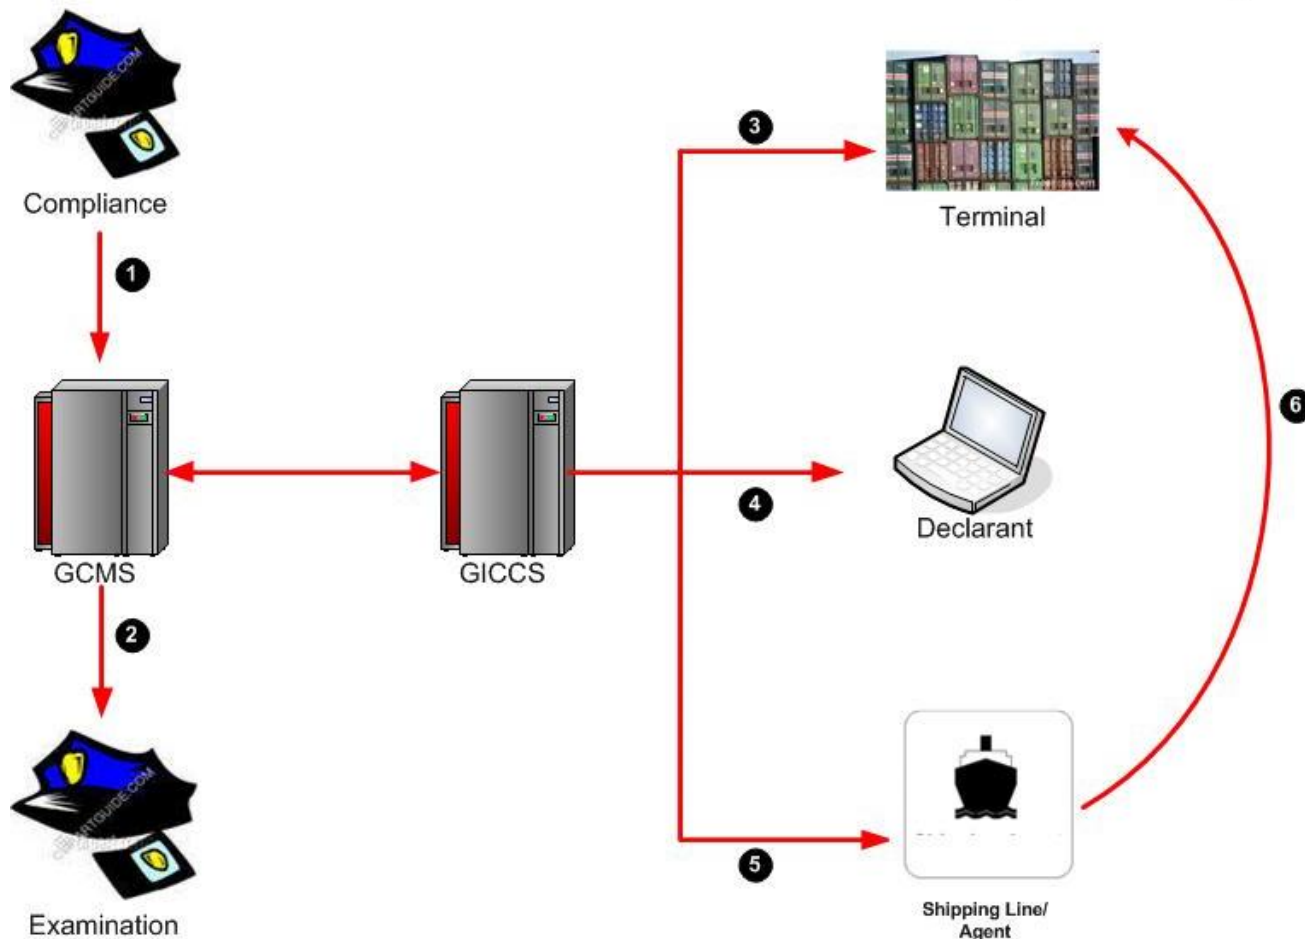 Compliance
1
GCMS
2
Examination
GICCS
3
Terminal
4
Declarant
5
Shipping Line/
Agent
6